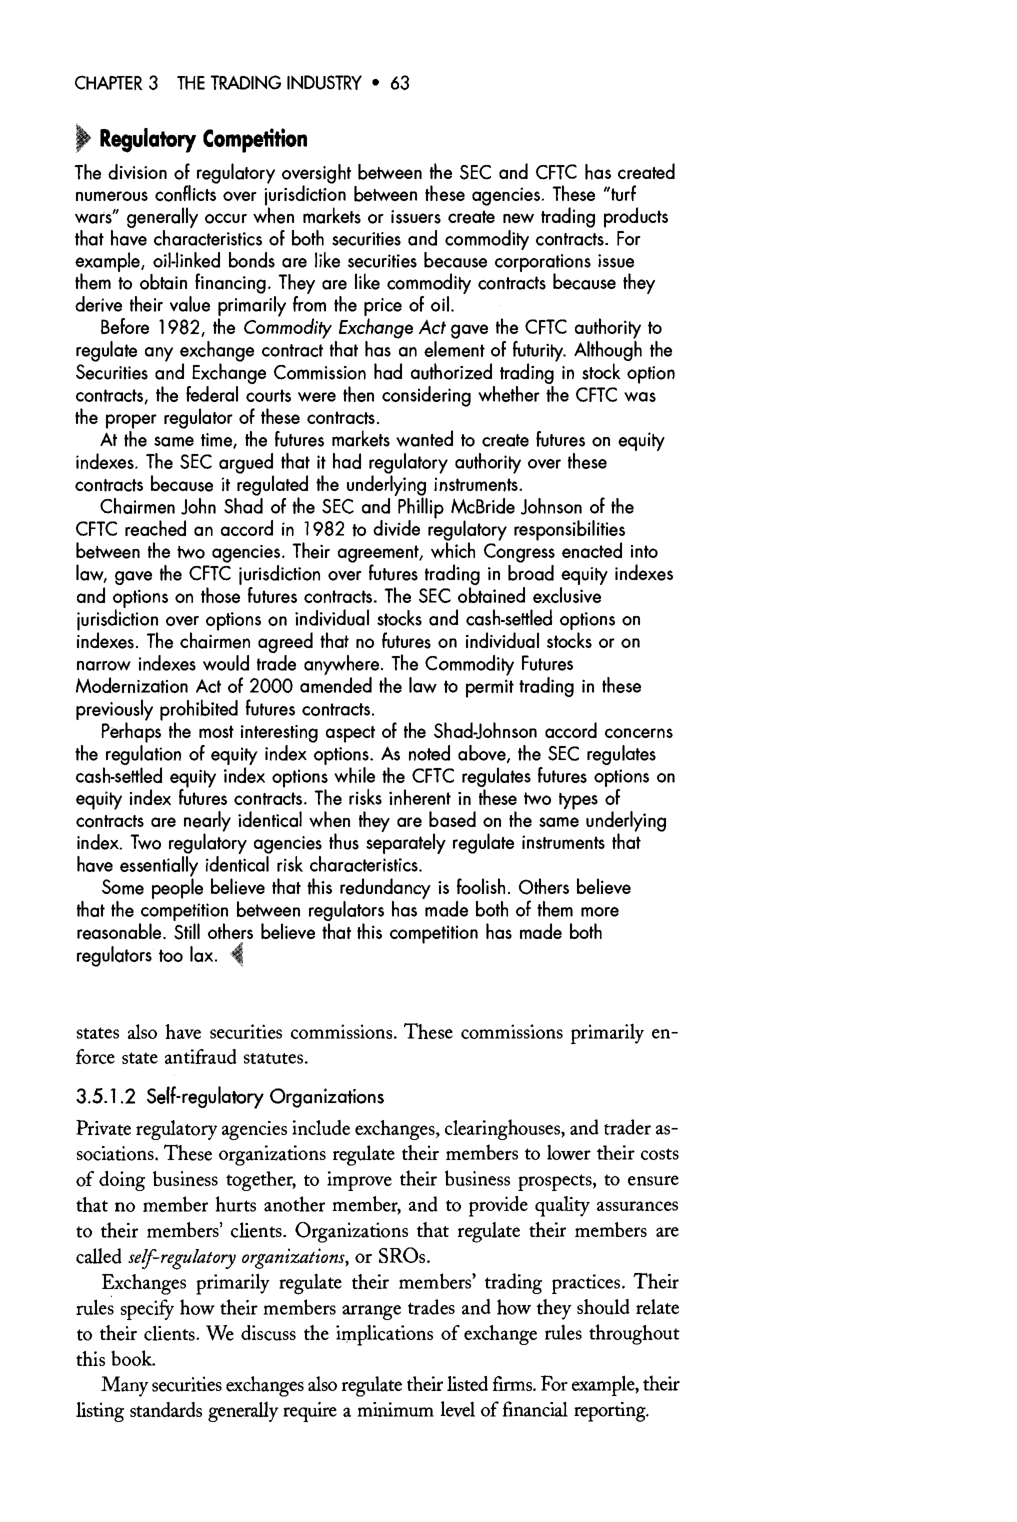 CHAPTER 3 THE TRADING INDUSTRY • 63
Regulatory Competition
The division of regulatory oversight between the SEC and CFTC has created
numerous conflicts over jurisdiction between these agencies. These "turf
wars" generally occur when markets or issuers create new trading products
that have characteristics of both securities and commodity contracts. For
example, oil-linked bonds are like securities because corporations issue
them to obtain financing. They are like commodity contracts because they
derive their value primarily from the price of oil.
Before 1982, the Commodity Exchange Act gave the CFTC authority to
regulate any exchange contract that has an element of futurity. Although the
Securities and Exchange Commission had authorized trading in stock option
contracts, the federal courts were then considering whether the CFTC was
the proper regulator of these contracts.
At the same time, the futures markets wanted to create futures on equity
indexes. The SEC argued that it had regulatory authority over these
contracts because it regulated the underlying instruments.
Chairmen John Shad of the SEC and Phillip McBride Johnson of the
CFTC reached an accord in 1982 to divide regulatory responsibilities
between the two agencies. Their agreement, which Congress enacted into
law, gave the CFTC jurisdiction over futures trading in broad equity indexes
and options on those futures contracts. The SEC obtained exclusive
jurisdiction over options on individual stocks and cash-settled options on
indexes. The chairmen agreed that no futures on individual stocks or on
narrow indexes would trade anywhere. The Commodity Futures
Modernization Act of 2000 amended the law to permit trading in these
previously prohibited futures contracts.
Perhaps the most interesting aspect of the Shad-Johnson accord concerns
the regulation of equity index options. As noted above, the SEC regulates
cash-settled equity index options while the CFTC regulates futures options on
equity index futures contracts. The risks inherent in these two types of
contracts are nearly identical when they are based on the same underlying
index. Two regulatory agencies thus separately regulate instruments that
have essentially identical risk characteristics.
Some people believe that this redundancy is foolish. Others believe
that the competition between regulators has made both of them more
reasonable. Still others believe that this competition has made both
regulators too lax.
states also have securities commissions. These commissions primarily en-
force state antifraud statutes.
3.5.1.2 Self-regulatory Organizations
Private regulatory agencies include exchanges, clearinghouses, and trader as-
sociations. These organizations regulate their members to lower their costs
of doing business together, to improve their business prospects, to ensure
that no member hurts another member, and to provide quality assurances
to their members' clients. Organizations that regulate their members are
called self-regulatory organizations, or SROs.
Exchanges primarily regulate their members' trading practices. Their
rules specify how their members arrange trades and how they should relate
to their clients. We discuss the implications of exchange rules throughout
this book.
Many securities exchanges also regulate their listed firms. For example, their
listing standards generally require a minimum level of financial reporting.